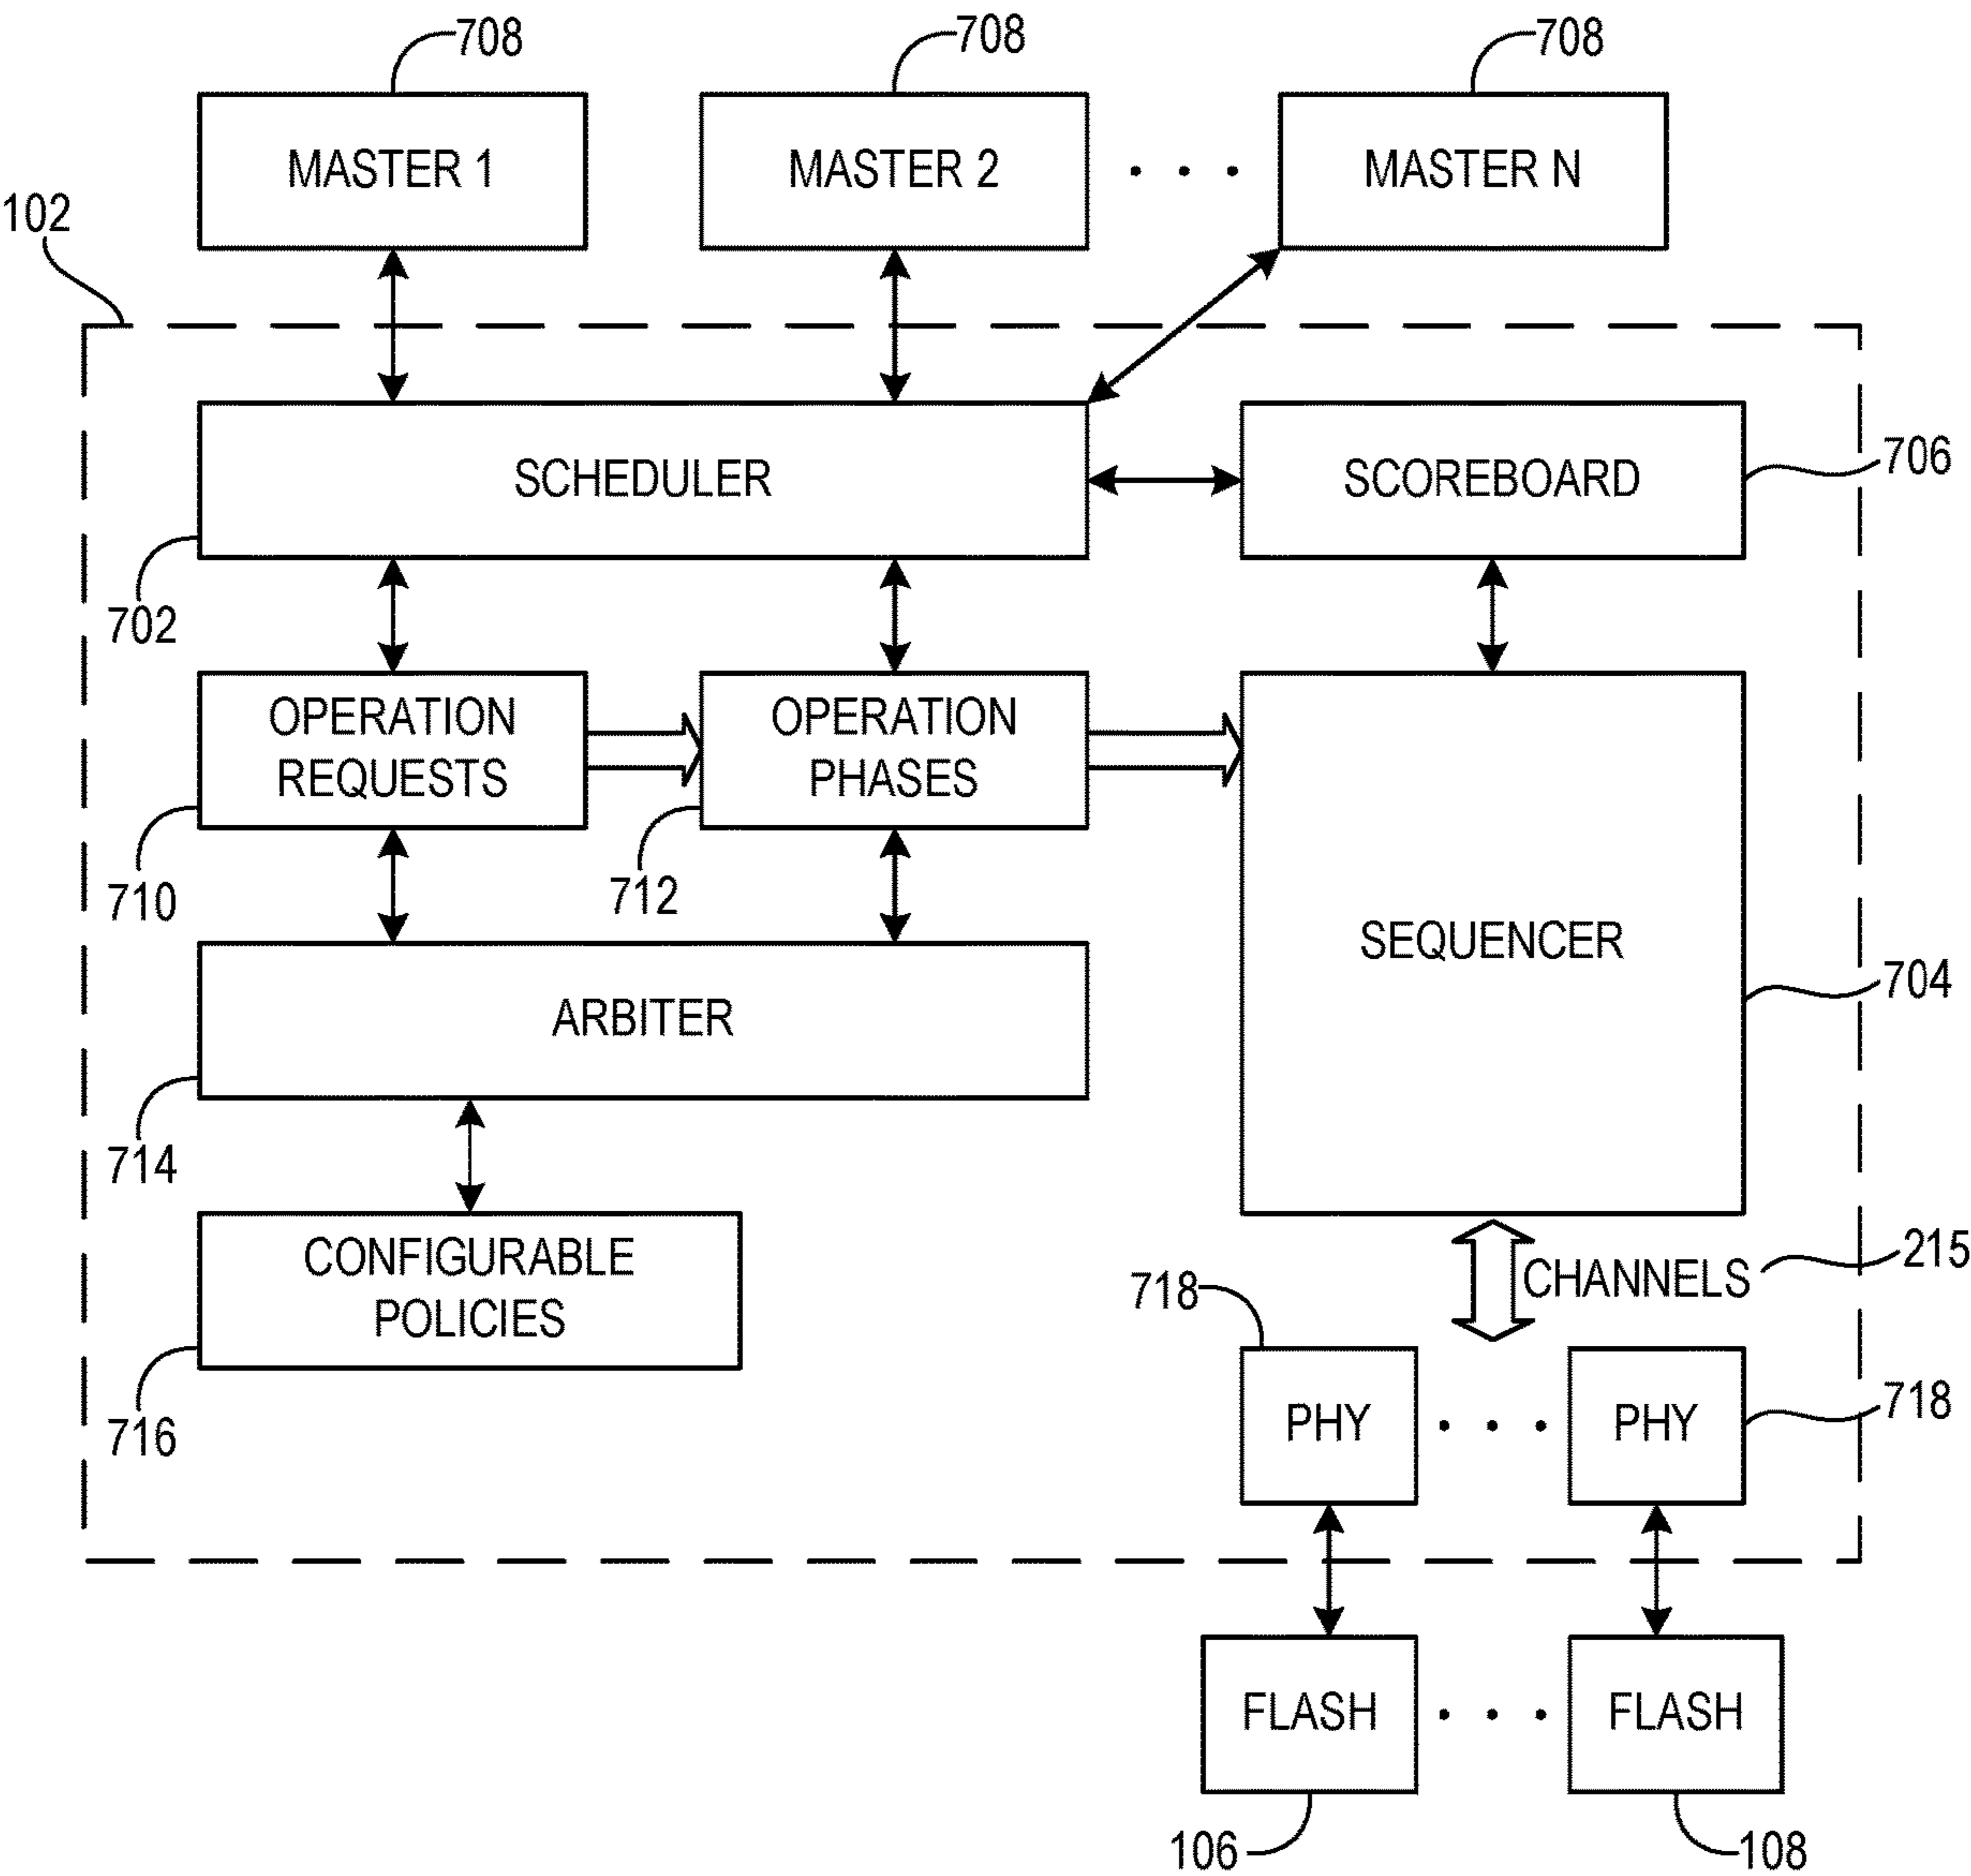 708
708
708
MASTER 1
MASTER 2
MASTER N
102
SCHEDULER
SCOREBOARD
706
702
OPERATION
REQUESTS
OPERATION
PHASES
710
712
SEQUENCER
704
ARBITER
714
CONFIGURABLE
POLICIES
716
CHANNELS
215
718
PHY
PHY
718
FLASH
FLASH
106
108